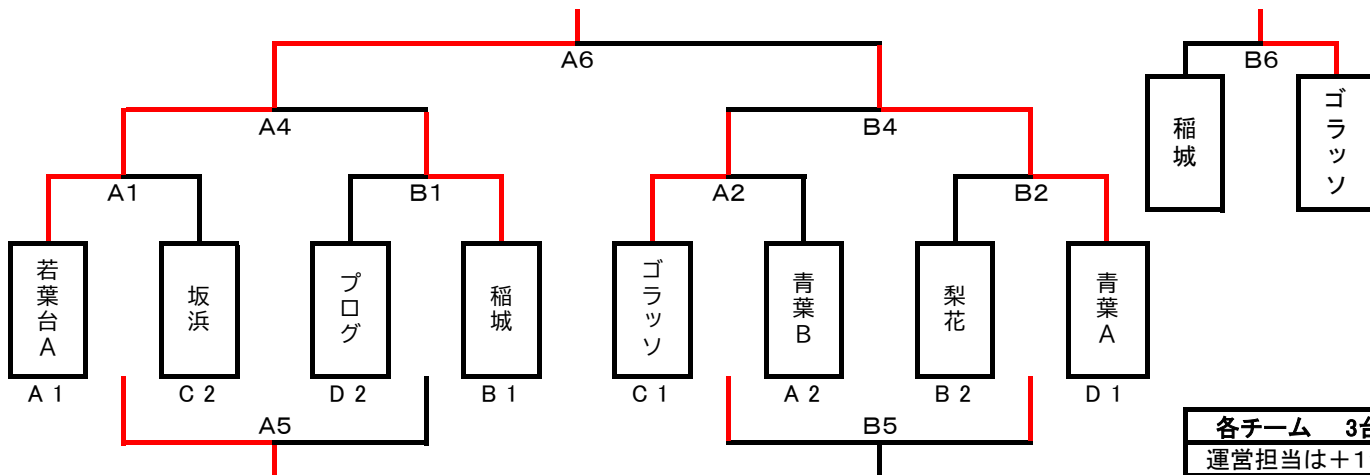 A6
B6
A4
B4
稲城
ゴラッソ
A1
B1
A2
B2
若葉台A
坂浜
プログ
稲城
ゴラッソ
青葉B
梨花
青葉A
A 1
C 2
D 2
B 1
C 1
A 2
B 2
D 1
A5
B5
各チーム 3台
運営担当は＋1